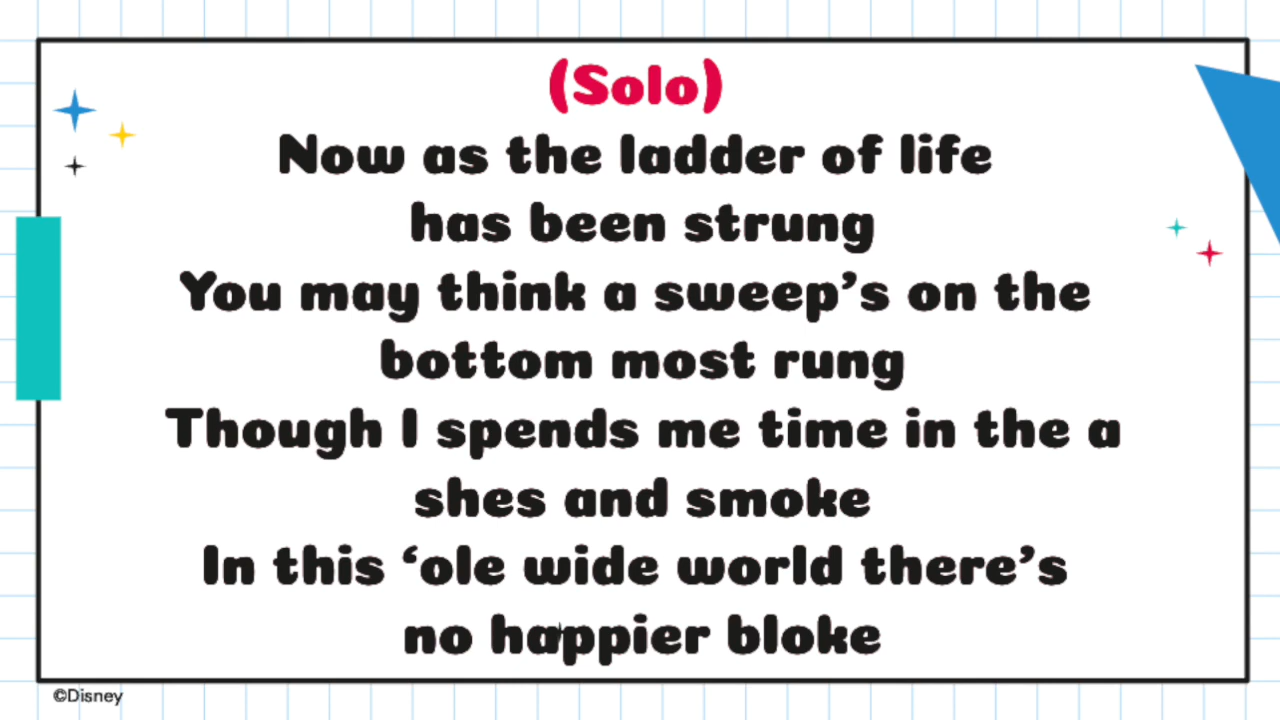 (Solo)
Now as the ladder of life
has been strung
You may think a sweep’s on the
bottom most rung
Though I spends me time in the a
shes and smoke
In this ‘ole wide world there’s
no happier bloke
©Disney